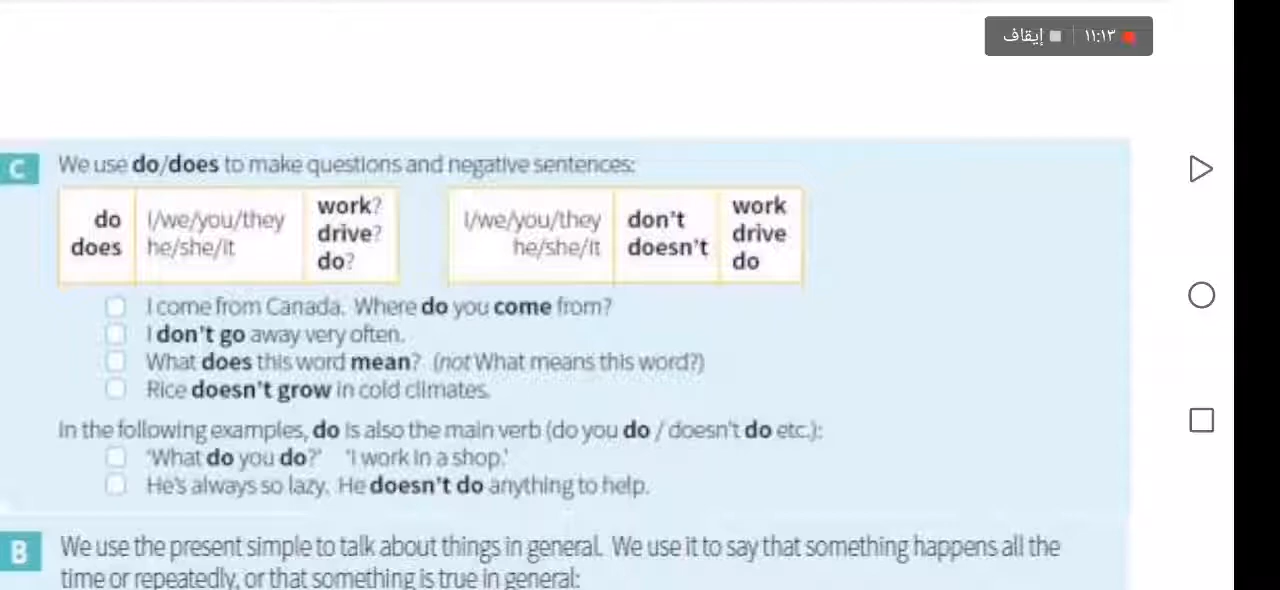 إيقاف ١١:١٣
C We use do/does to make questions and negative sentences:
do I/we/you/they work?
does he/she/it drive?
do?
I/we/you/they don't work
he/she/it doesn't drive
do
I come from Canada. Where do you come from?
I don't go away very often.
What does this word mean? (not What means this word?)
Rice doesn't grow in cold climates.
In the following examples, do is also the main verb (do you do / doesn't do etc.):
'What do you do?' 'I work in a shop.'
He's always so lazy. He doesn't do anything to help.
B We use the present simple to talk about things in general. We use it to say that something happens all the
time or repeatedly, or that something is true in general: